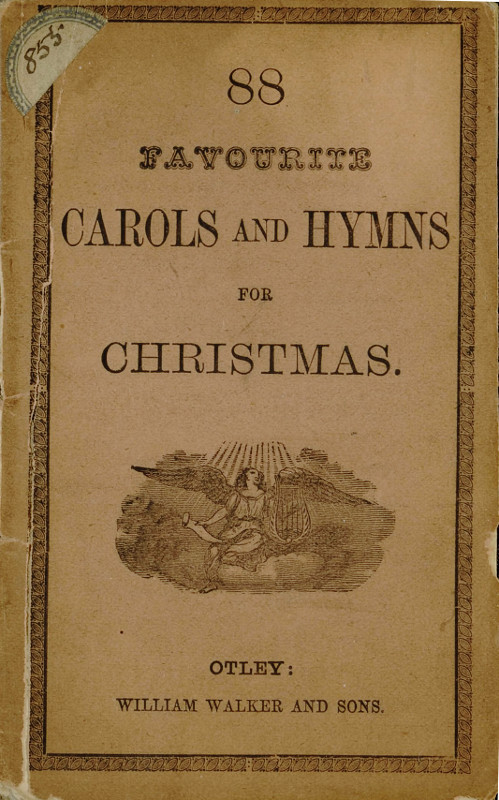 855
88
FAVOURITE
CAROLS AND HYMNS
FOR
CHRISTMAS.
OTLEY:
WILLIAM WALKER AND SONS.